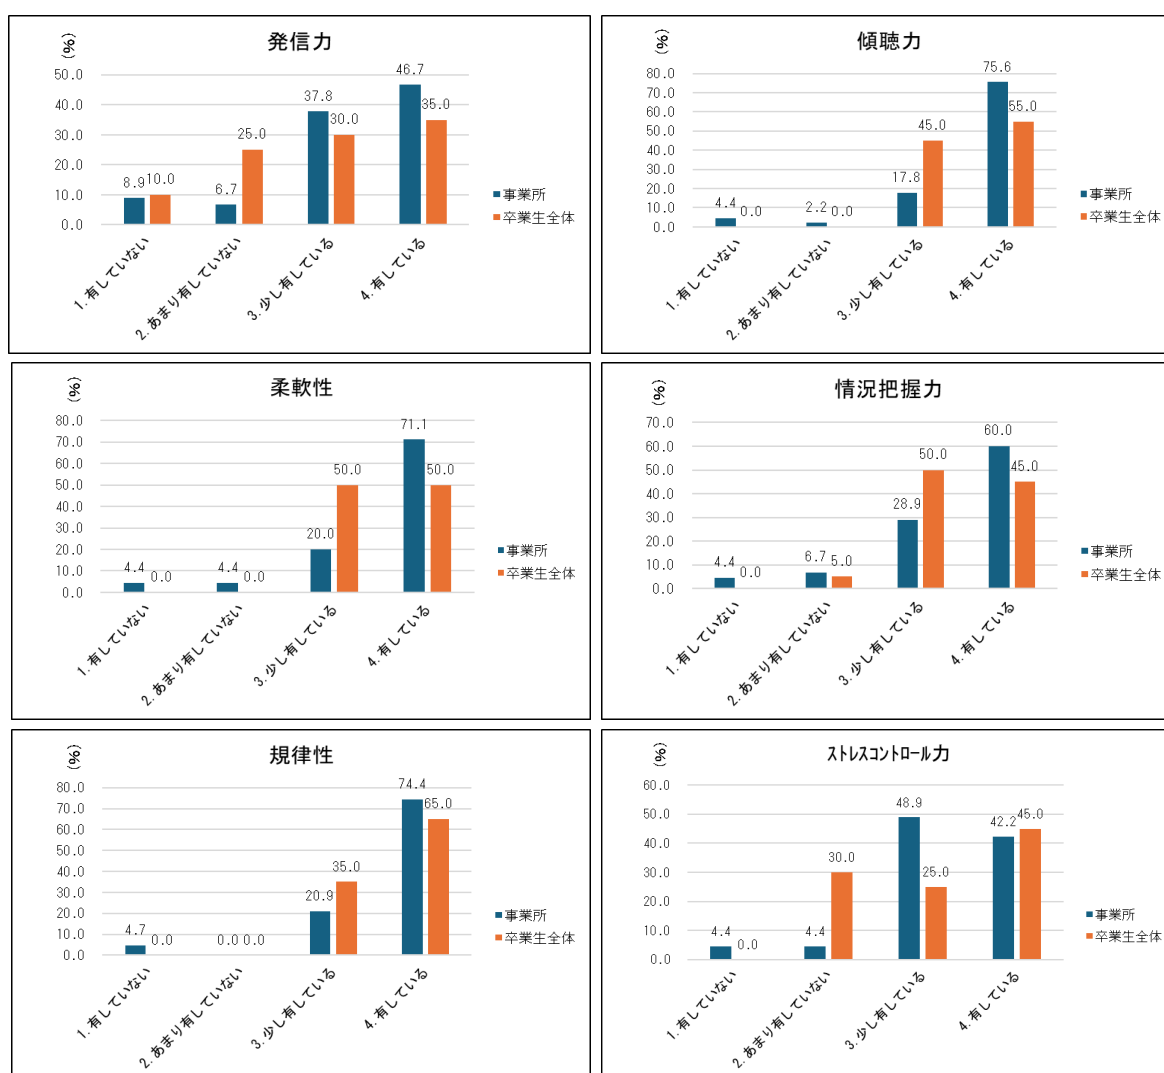 発信力
(%)
50.0
40.0
30.0
20.0
10.0
0.0
8.9
10.0
6.7
25.0
37.8
30.0
46.7
35.0
1.有していない
2.あまり有していない
3.少し有している
4.有している
事業所
卒業生全体
傾聴力
(%)
80.0
70.0
60.0
50.0
40.0
30.0
20.0
10.0
0.0
4.4
0.0
2.2
0.0
17.8
45.0
75.6
55.0
1.有していない
2.あまり有していない
3.少し有している
4.有している
事業所
卒業生全体
柔軟性
(%)
80.0
70.0
60.0
50.0
40.0
30.0
20.0
10.0
0.0
4.4
0.0
4.4
0.0
20.0
50.0
71.1
50.0
1.有していない
2.あまり有していない
3.少し有している
4.有している
事業所
卒業生全体
情況把握力
(%)
70.0
60.0
50.0
40.0
30.0
20.0
10.0
0.0
4.4
0.0
6.7
5.0
28.9
50.0
60.0
45.0
1.有していない
2.あまり有していない
3.少し有している
4.有している
事業所
卒業生全体
規律性
(%)
80.0
70.0
60.0
50.0
40.0
30.0
20.0
10.0
0.0
4.7
0.0
0.0
0.0
20.9
35.0
74.4
65.0
1.有していない
2.あまり有していない
3.少し有している
4.有している
事業所
卒業生全体
ｽﾄﾚｽｺﾝﾄﾛｰﾙ力
(%)
60.0
50.0
40.0
30.0
20.0
10.0
0.0
4.4
0.0
4.4
30.0
48.9
25.0
42.2
45.0
1.有していない
2.あまり有していない
3.少し有している
4.有している
事業所
卒業生全体